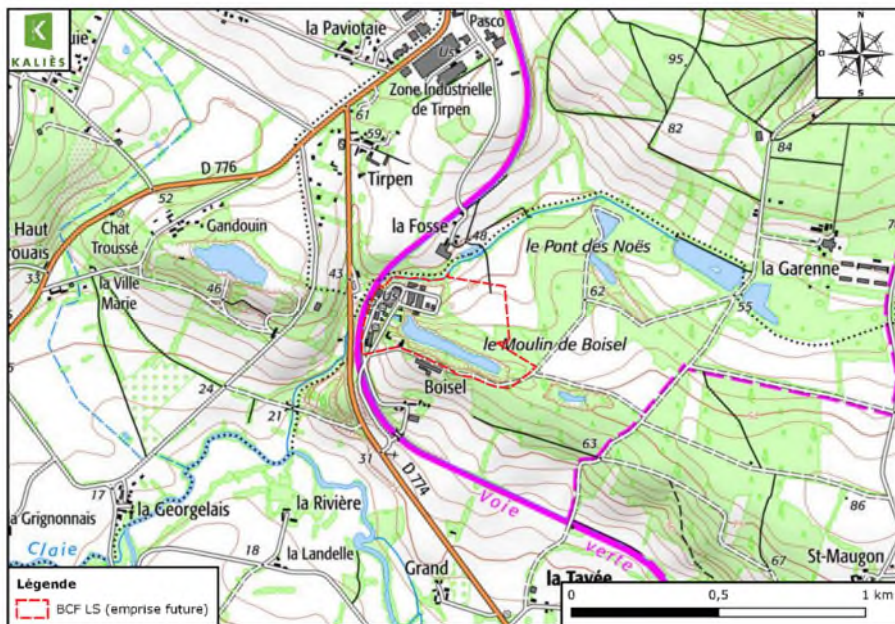 KALIÈS
uie
la Paviotaie
Pasco
Us
Zone Industrielle
de Tirpen
N
O
E
S
95
82
84
61
59
Tirpen
D 776
52
la Fosse
48
le Pont des Noës
Haut
rouais
33
Chat
Troussé
Gandouin
la Ville
Marie
46
43
Us
62
la Garenne
55
le Moulin de Boisel
Boisel
24
21
31
D 774
63
17
la Georgelais
la Rivière
Voie
verte
86
a Grignonnais
Claie
18
la Landelle
Grand
la Tavée
67
St-Maugon
Légende
BCF LS (emprise future)
0
0,5
1 km